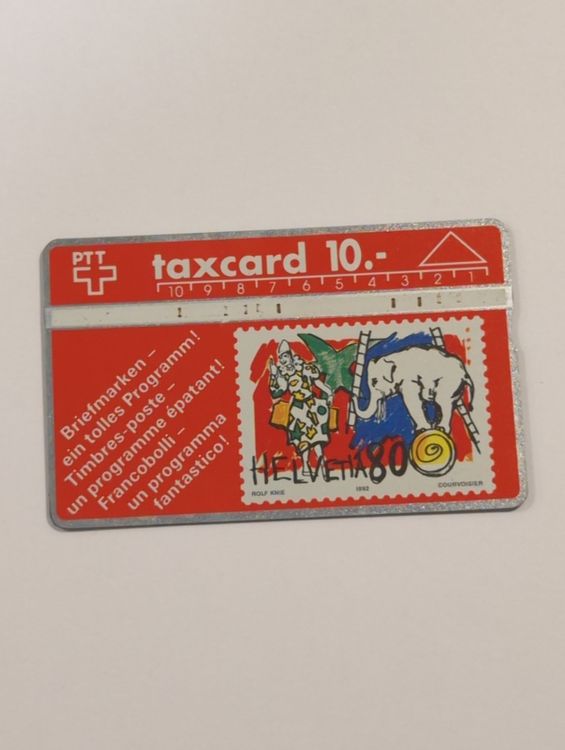 PTT
taxcard 10.-
10 9 8 7 6 5 4 3 2 1
Briefmarken –
ein tolles Programm!
Timbres-poste –
un programme épatant!
Francobolli –
un programma
fantastico!
HELVETIA 80
ROLF KNIE 1992 COURVOISIER